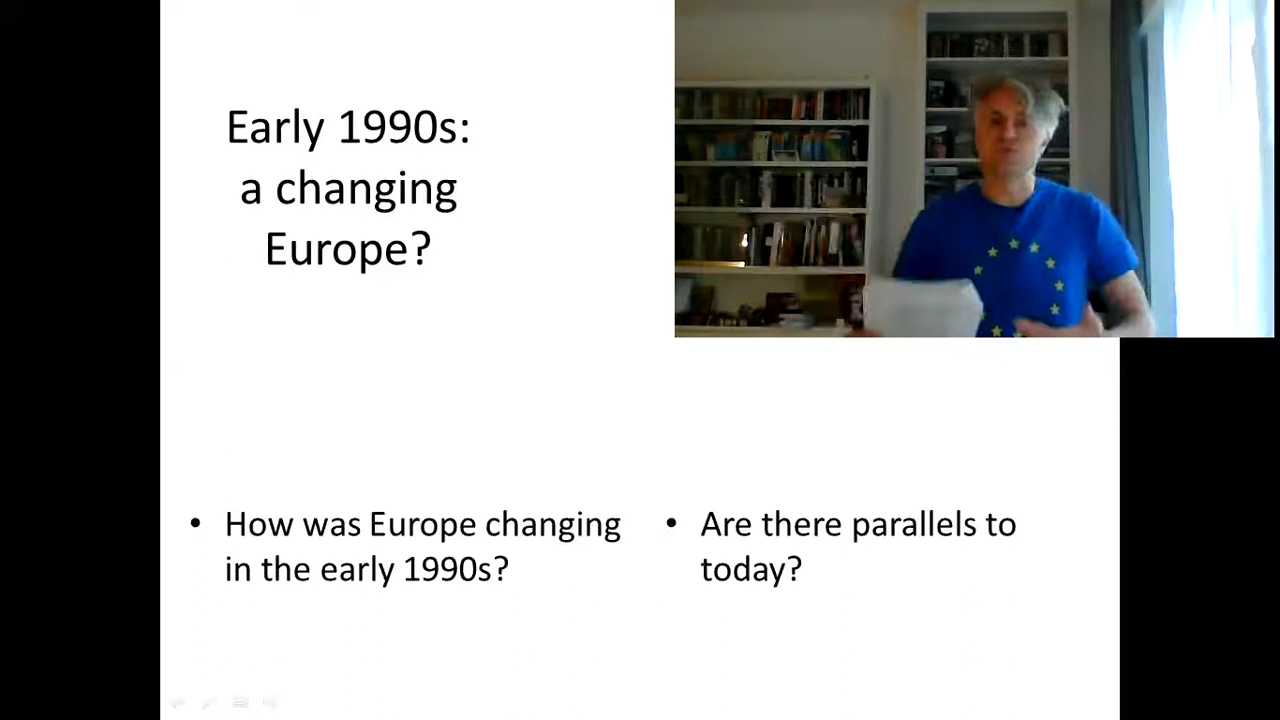 Early 1990s:
a changing
Europe?
• How was Europe changing
in the early 1990s?
• Are there parallels to
today?